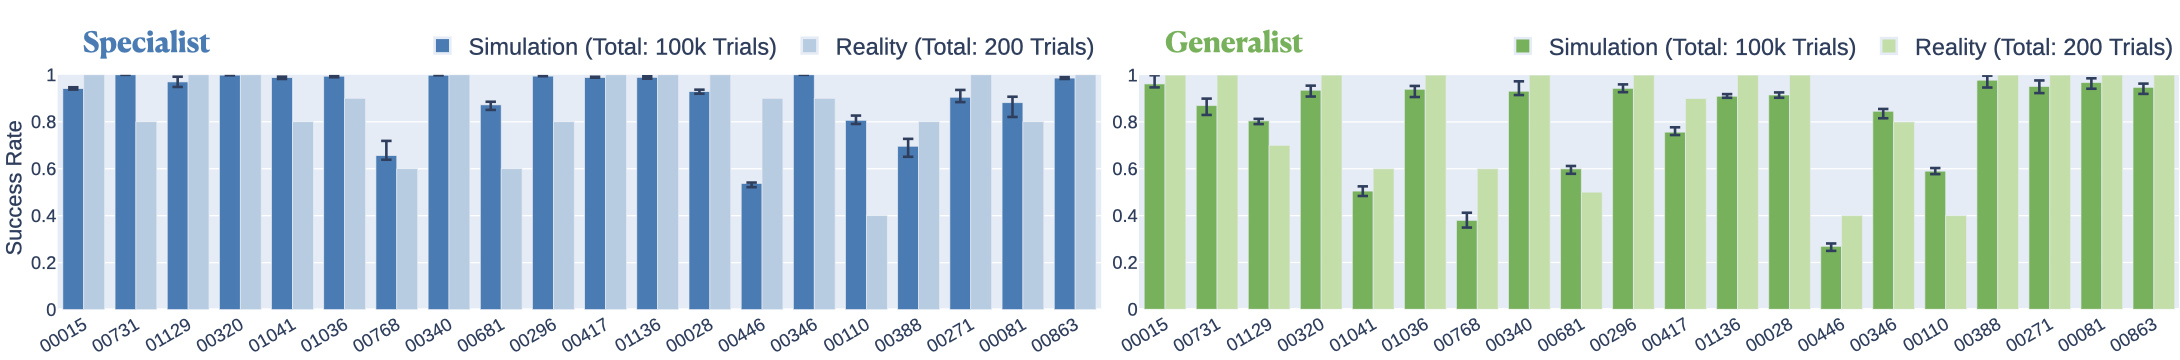 Specialist
Simulation (Total: 100k Trials)
Reality (Total: 200 Trials)
Success Rate
1
0.8
0.6
0.4
0.2
0
00015 00731 01129 00320 01041 01036 00768 00340 00681 00296 00417 01136 00028 00446 00346 00110 00388 00271 00081 00863
Generalist
Simulation (Total: 100k Trials)
Reality (Total: 200 Trials)
1
0.8
0.6
0.4
0.2
0
00015 00731 01129 00320 01041 01036 00768 00340 00681 00296 00417 01136 00028 00446 00346 00110 00388 00271 00081 00863